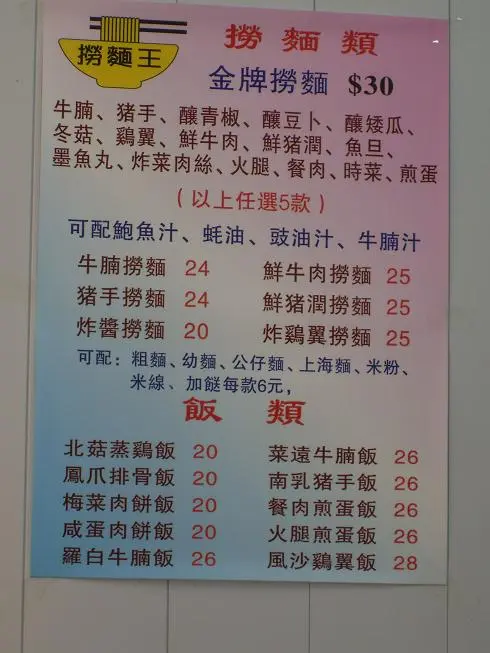 撈麵王
撈麵類
金牌撈麵 $30
牛腩、豬手、釀青椒、釀豆卜、釀矮瓜、
冬菇、鷄翼、鮮牛肉、鮮猪潤、魚旦、
墨魚丸、炸菜肉絲、火腿、餐肉、時菜、煎蛋
(以上任選5款)
可配鮑魚汁、蚝油、豉油汁、牛腩汁
牛腩撈麵 24 鮮牛肉撈麵 25
猪手撈麵 24 鮮猪潤撈麵 25
炸醬撈麵 20 炸鷄翼撈麵 25
可配：粗麵、幼麵、公仔麵、上海麵、米粉、
米線、加餸每款6元，
飯類
北菇蒸鷄飯 20 菜遠牛腩飯 26
鳳爪排骨飯 20 南乳猪手飯 26
梅菜肉餅飯 20 餐肉煎蛋飯 26
咸蛋肉餅飯 20 火腿煎蛋飯 26
羅白牛腩飯 26 風沙鷄翼飯 28